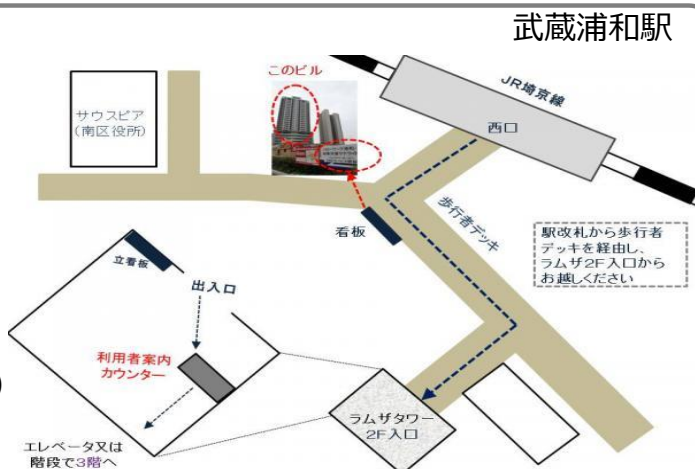 武蔵浦和駅
このビル
JR埼京線
サウスピア
(南区役所)
西口
歩行者デッキ
看板
駅改札から歩行者
デッキを経由し、
ラムザ2F入口から
お越しください
立看板
出入口
利用者案内
カウンター
)
ラムザタワー
2F入口
エレベータ又は
階段で3階へ